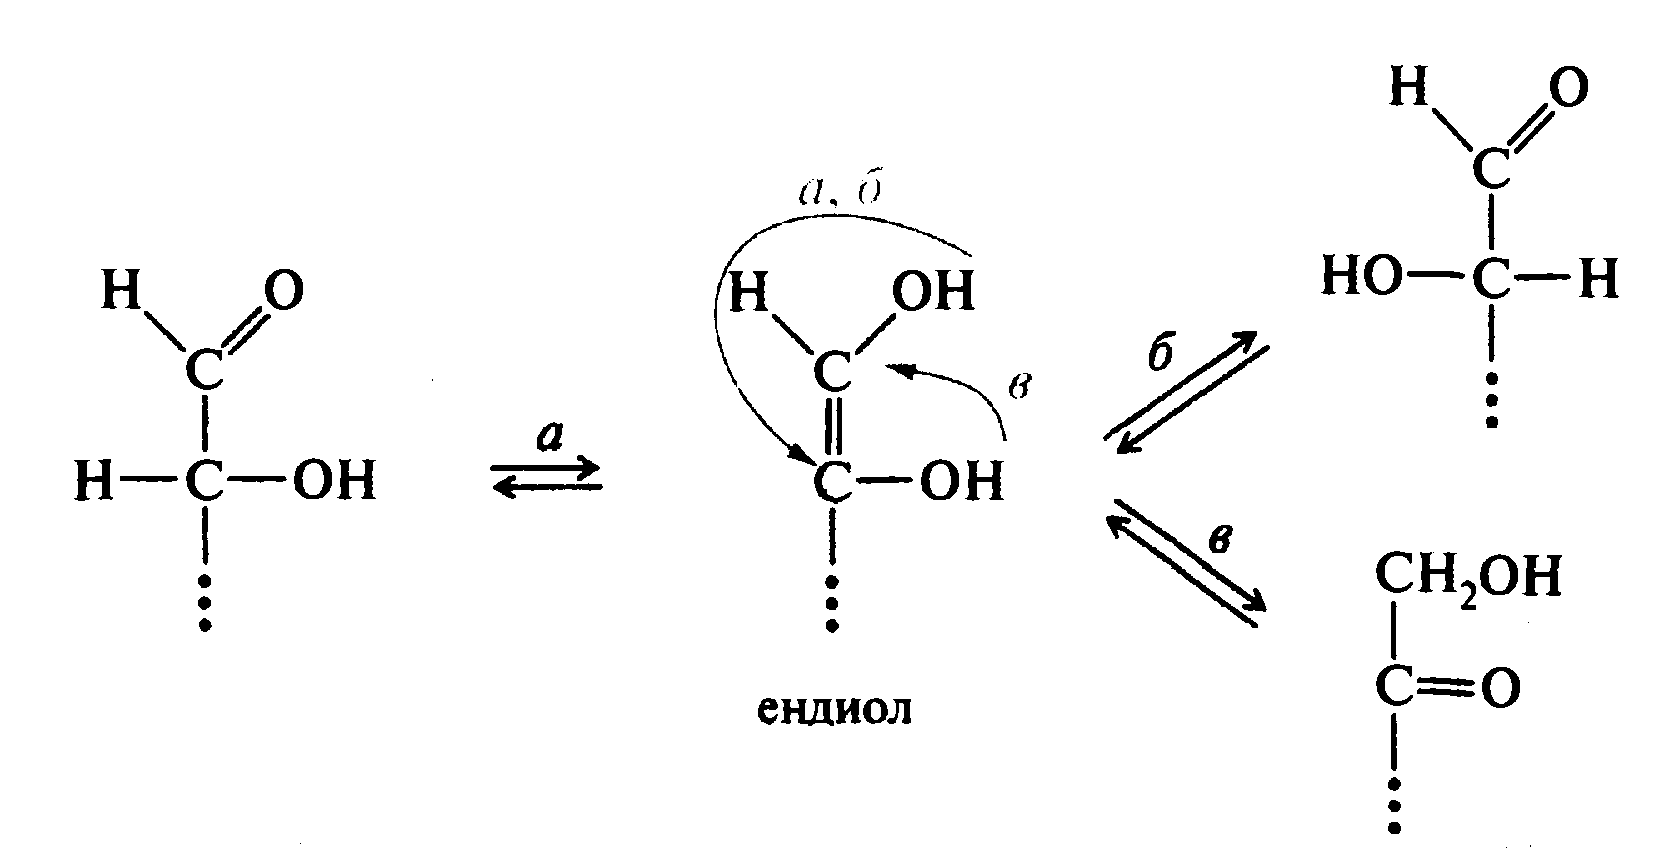 H O
C
H C OH
а
а, б
H OH
C
в
C OH
ендиол
б
H O
C
HO C H
в
CH₂OH
C O